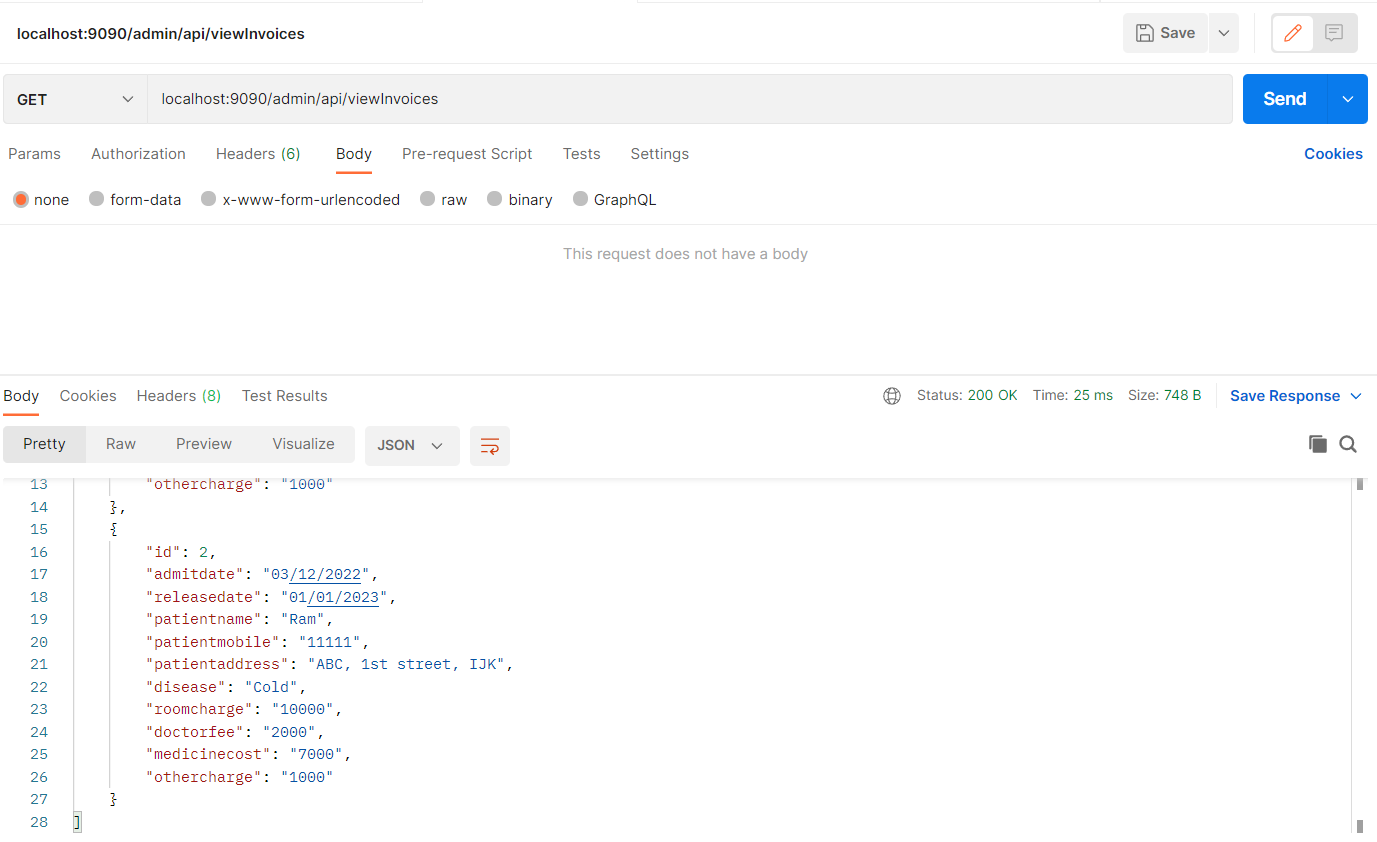 localhost:9090/admin/api/viewInvoices
Save
GET
localhost:9090/admin/api/viewInvoices
Send
Params Authorization Headers (6) Body Pre-request Script Tests Settings Cookies
none form-data x-www-form-urlencoded raw binary GraphQL
This request does not have a body
Body Cookies Headers (8) Test Results Status: 200 OK Time: 25 ms Size: 748 B Save Response
Pretty Raw Preview Visualize JSON
13 "othercharge": "1000"
14 },
15 {
16 "id": 2,
17 "admitdate": "03/12/2022",
18 "releasedate": "01/01/2023",
19 "patientname": "Ram",
20 "patientmobile": "11111",
21 "patientaddress": "ABC, 1st street, IJK",
22 "disease": "Cold",
23 "roomcharge": "10000",
24 "doctorfee": "2000",
25 "medicinecost": "7000",
26 "othercharge": "1000"
27 }
28 ]